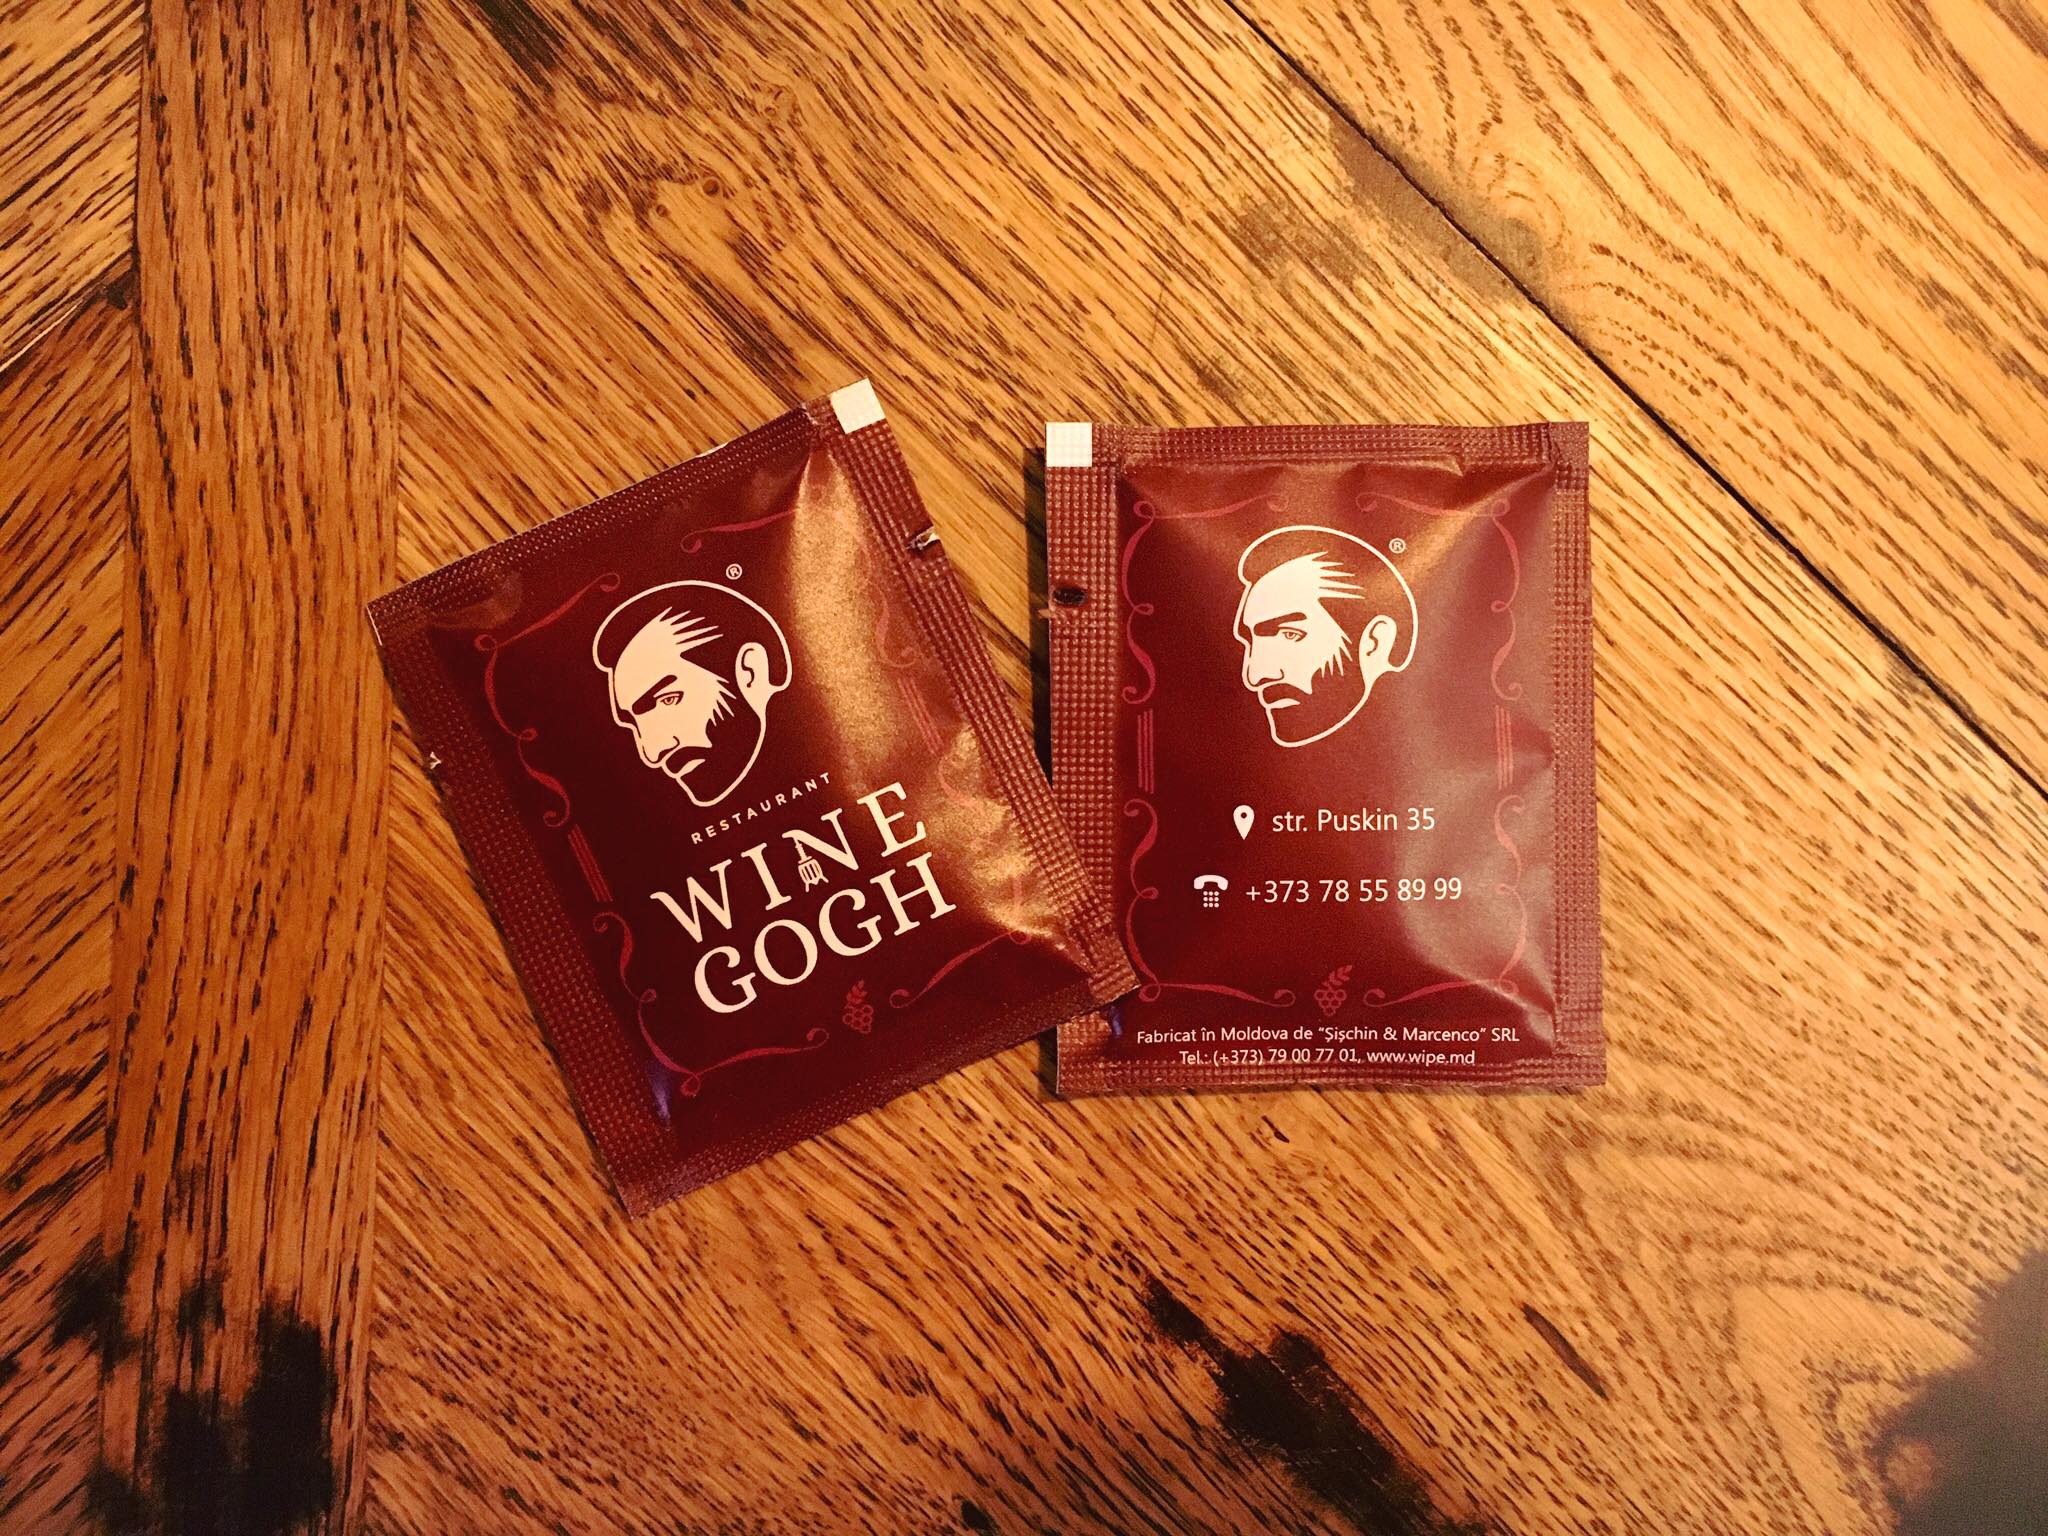 ®
RESTAURANT
WINE
GOGH
®
str. Puskin 35
+373 78 55 89 99
Fabricat în Moldova de "Șișchin & Marcenco" SRL
Tel.: (+373) 79 00 77 01, www.wipe.md